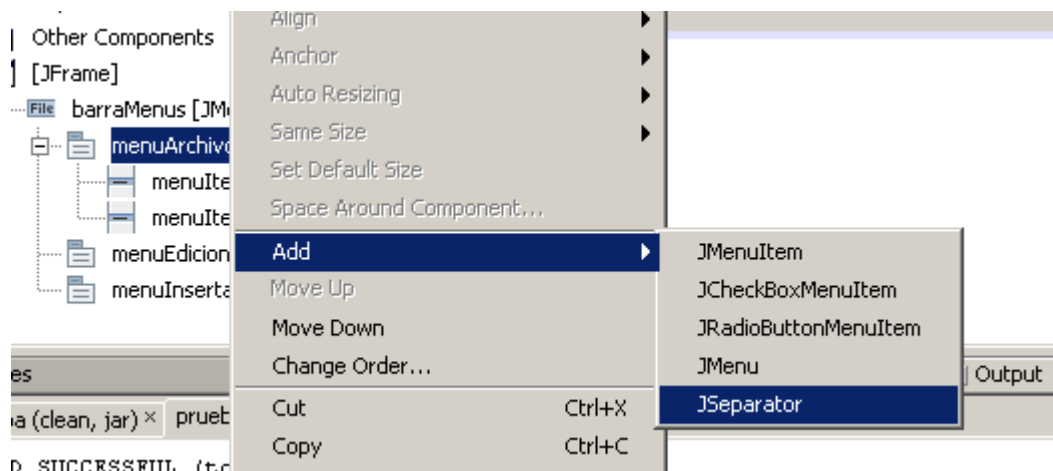 Align
Other Components
Anchor
[JFrame]
Auto Resizing
File barraMenus [JMe
Same Size
menuArchivo
Set Default Size
menuIte
Space Around Component...
menuIte
Add
JMenuItem
menuEdicion
Move Up
JCheckBoxMenuItem
menuInserta
Move Down
JRadioButtonMenuItem
Change Order...
JMenu
es
Output
Cut Ctrl+X
JSeparator
a (clean, jar) × prueb
Copy Ctrl+C
D SUCCESSFUL (to